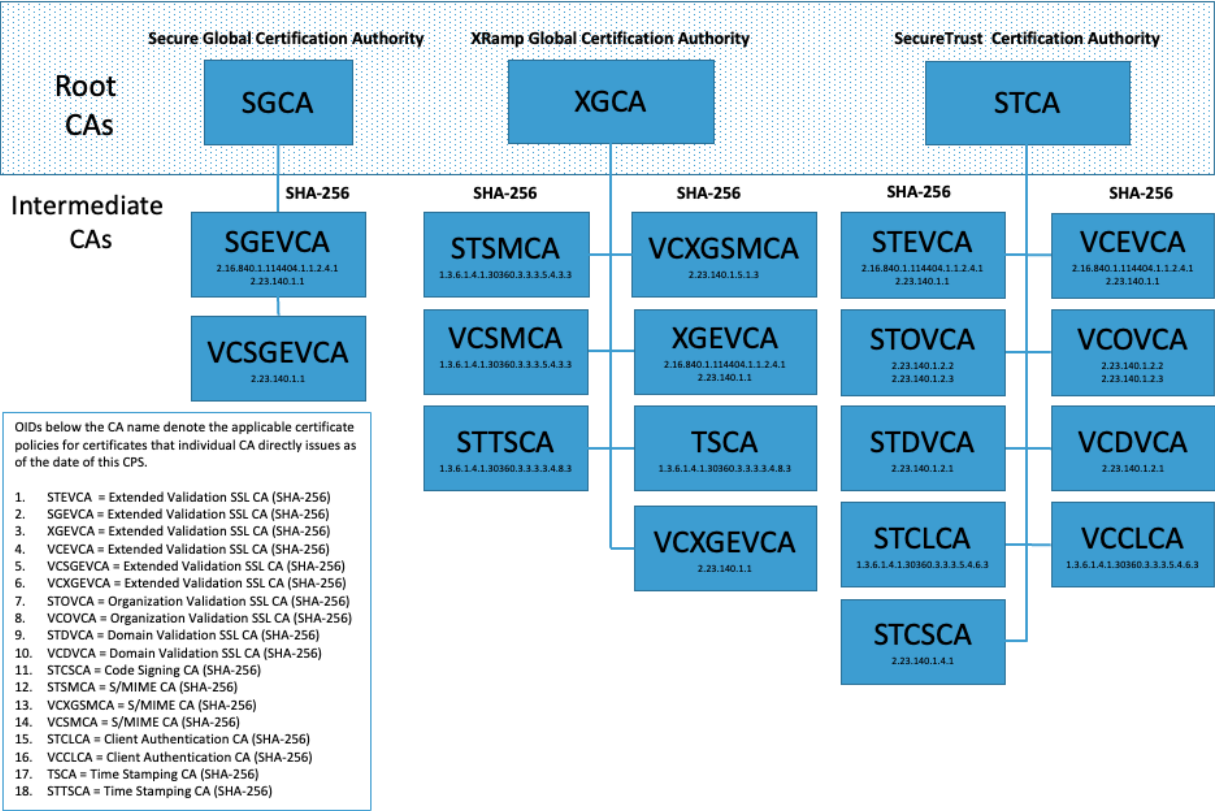 Secure Global Certification Authority
XRamp Global Certification Authority
SecureTrust  Certification Authority
Root
CAs
SGCA
XGCA
STCA
Intermediate
CAs
SHA-256
SHA-256
SHA-256
SHA-256
SHA-256
SGEVCA
2.16.840.1.114404.1.1.2.4.1
2.23.140.1.1
VCSGEVCA
2.23.140.1.1
STSMCA
1.3.6.1.4.1.30360.3.3.3.5.4.3.3
VCXGSMCA
2.23.140.1.5.1.3
VCSMCA
1.3.6.1.4.1.30360.3.3.3.5.4.3.3
XGEVCA
2.16.840.1.114404.1.1.2.4.1
2.23.140.1.1
STTSCA
1.3.6.1.4.1.30360.3.3.3.3.4.8.3
TSCA
1.3.6.1.4.1.30360.3.3.3.3.4.8.3
VCXGEVCA
2.23.140.1.1
STEVCA
2.16.840.1.114404.1.1.2.4.1
2.23.140.1.1
VCEVCA
2.16.840.1.114404.1.1.2.4.1
2.23.140.1.1
STOVCA
2.23.140.1.2.2
2.23.140.1.2.3
VCOVCA
2.23.140.1.2.2
2.23.140.1.2.3
STDVCA
2.23.140.1.2.1
VCDVCA
2.23.140.1.2.1
STCLCA
1.3.6.1.4.1.30360.3.3.3.5.4.6.3
VCCLCA
1.3.6.1.4.1.30360.3.3.3.5.4.6.3
STCSCA
2.23.140.1.4.1
OIDs below the CA name denote the applicable certificate
policies for certificates that individual CA directly issues as
of the date of this CPS.
1. STEVCA = Extended Validation SSL CA (SHA-256)
2. SGEVCA = Extended Validation SSL CA (SHA-256)
3. XGEVCA = Extended Validation SSL CA (SHA-256)
4. VCEVCA = Extended Validation SSL CA (SHA-256)
5. VCSGEVCA = Extended Validation SSL CA (SHA-256)
6. VCXGEVCA = Extended Validation SSL CA (SHA-256)
7. STOVCA = Organization Validation SSL CA (SHA-256)
8. VCOVCA = Organization Validation SSL CA (SHA-256)
9. STDVCA = Domain Validation SSL CA (SHA-256)
10. VCDVCA = Domain Validation SSL CA (SHA-256)
11. STCSCA = Code Signing CA (SHA-256)
12. STSMCA = S/MIME CA (SHA-256)
13. VCXGSMCA = S/MIME CA (SHA-256)
14. VCSMCA = S/MIME CA (SHA-256)
15. STCLCA = Client Authentication CA (SHA-256)
16. VCCLCA = Client Authentication CA (SHA-256)
17. TSCA = Time Stamping CA (SHA-256)
18. STTSCA = Time Stamping CA (SHA-256)